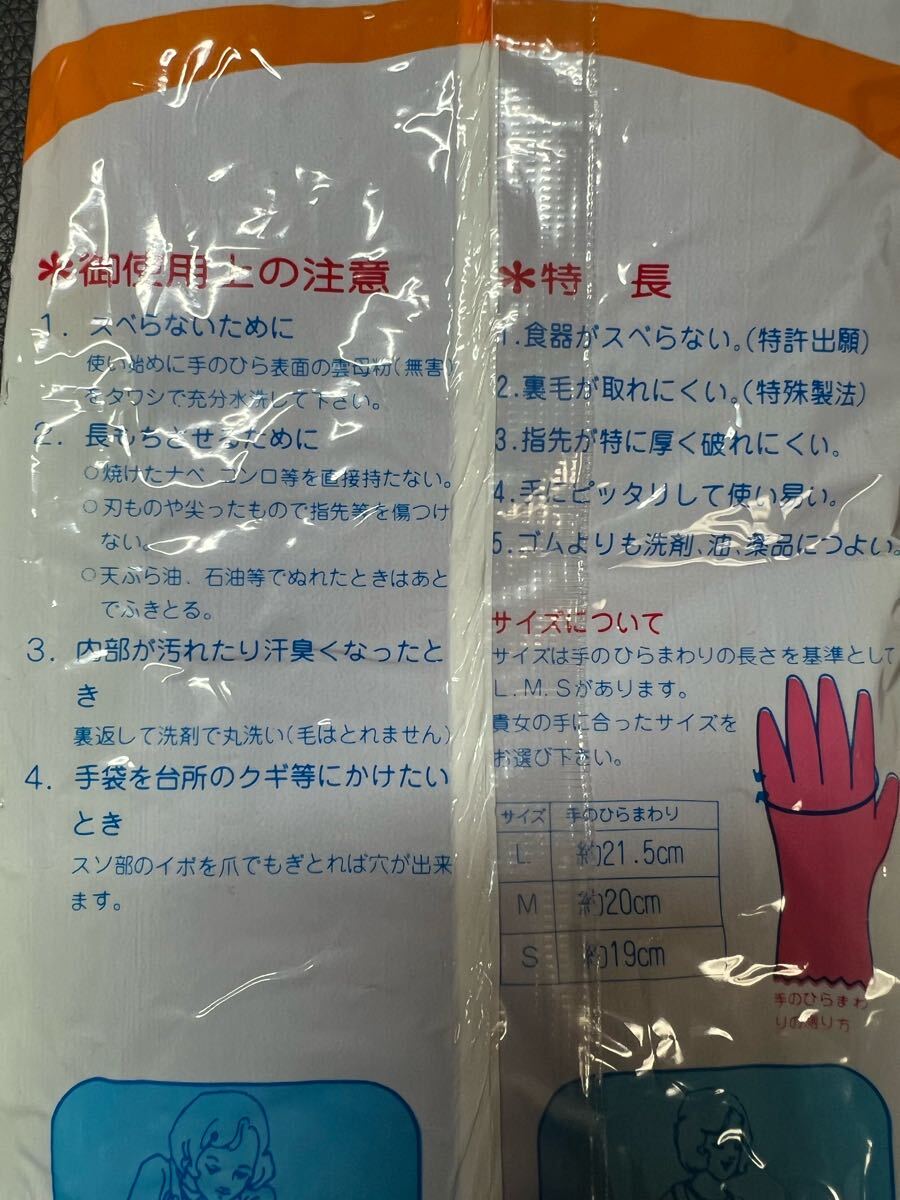 *御使用上の注意
1. スベらないために
使い始めに手のひら表面の雲母粉(無害)
をタワシで充分水洗して下さい。
2. 長もちさせるために
○焼けたナベ コンロ等を直接持たない。
○刃ものや尖ったもので指先等を傷つけ
ない。
○天ぷら油、石油等でぬれたときはあと
でふきとる。
3. 内部が汚れたり汗臭くなったと
き
裏返して洗剤で丸洗い(毛はとれません)
4. 手袋を台所のクギ等にかけたい
とき
スソ部のイボを爪でもぎとれば穴が出来
ます。
*特 長
1.食器がスベらない。(特許出願)
2.裏毛が取れにくい。(特殊製法)
3.指先が特に厚く破れにくい。
4.手にピッタリして使い易い。
5.ゴムよりも洗剤、油、薬品につよい。
サイズについて
サイズは手のひらまわりの長さを基準として
L.M.Sがあります。
貴女の手に合ったサイズを
お選び下さい。
サイズ 手のひらまわり
L 約21.5cm
M 約20cm
S 約19cm
手のひらまわ
りの測り方